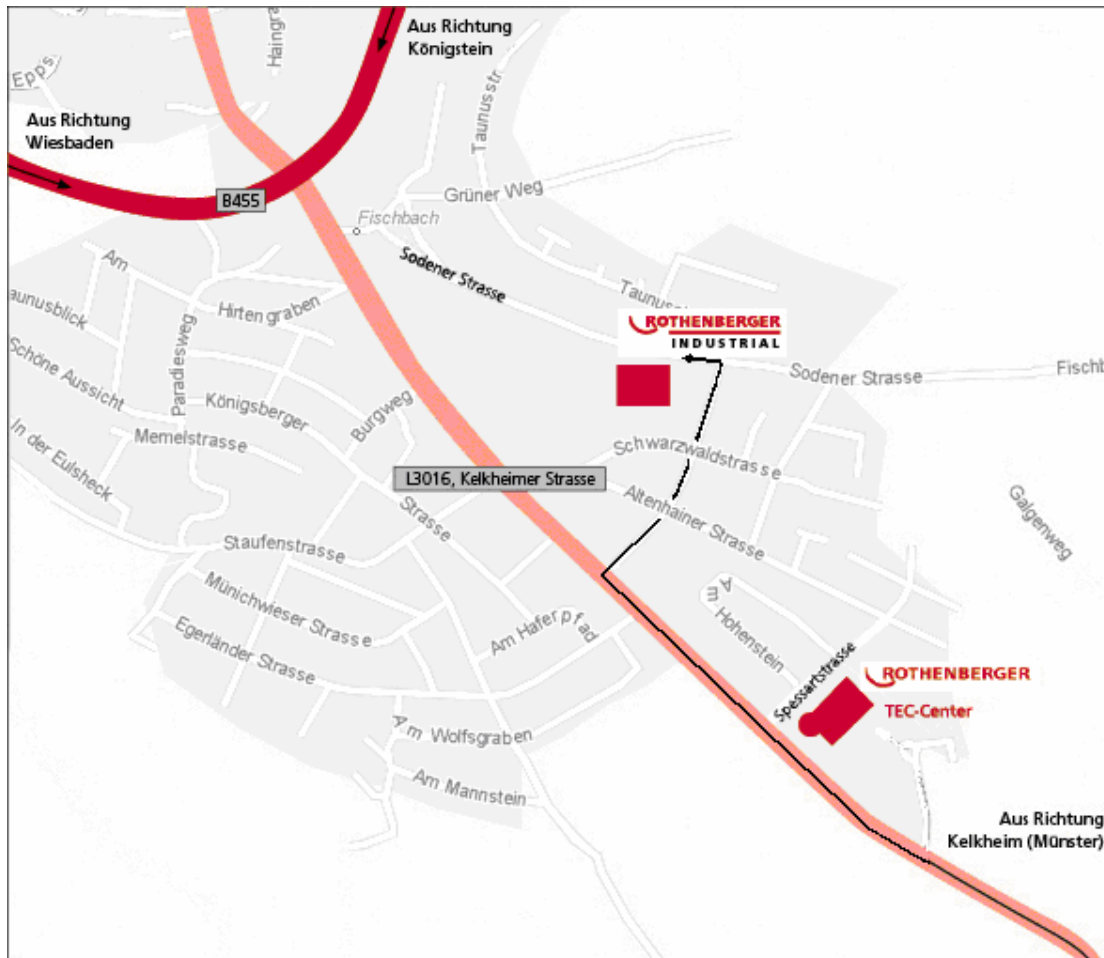 Aus Richtung
Königstein
Haingra
Epps
Taunusstr
Aus Richtung
Wiesbaden
Grüner Weg
B455
Fischbach
Sodener Strasse
Am
Hirtengraben
Taunuss
aunusblick
ROTHENBERGER
INDUSTRIAL
Schöne Aussicht
Paradiesweg
Sodener Strasse
Fischb
Königsberger
Strasse
Burgweg
Memelstrasse
In der Eulsheck
Schwarzwaldstrasse
L3016, Kelkheimer Strasse
Altenhainer Strasse
Galgenweg
Staufenstrasse
Münichwieser Strasse
Am Hohenstein
Am Haferpfad
Egerländer Strasse
Spessartstrasse
ROTHENBERGER
TEC-Center
Am Wolfsgraben
Am Mannstein
Aus Richtung
Kelkheim (Münster)